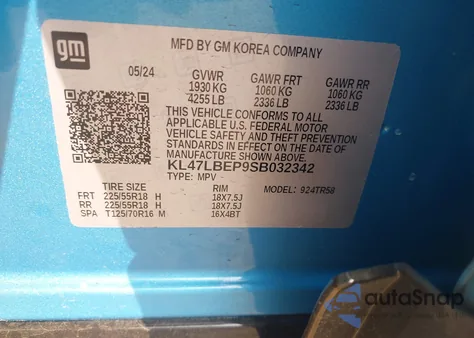 gm
MFD BY GM KOREA COMPANY
05/24 GVWR GAWR FRT GAWR RR
1930 KG 1060 KG 1060 KG
4255 LB 2336 LB 2336 LB
THIS VEHICLE CONFORMS TO ALL
APPLICABLE U.S. FEDERAL MOTOR
VEHICLE SAFETY AND THEFT PREVENTION
STANDARDS IN EFFECT ON THE DATE OF
MANUFACTURE SHOWN ABOVE.
KL47LBEP9SB032342
TYPE: MPV MODEL: 924TR58
TIRE SIZE RIM
FRT 225/55R18 H 18X7.5J
RR 225/55R18 H 18X7.5J
SPA T125/70R16 M 16X4BT
autoSnap